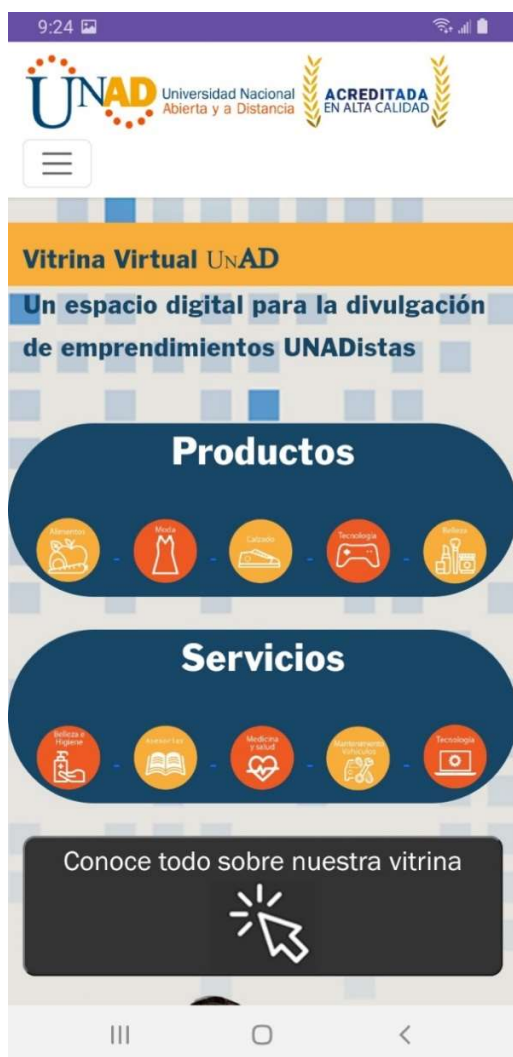 9:24
UNAD Universidad Nacional
Abierta y a Distancia
ACREDITADA
EN ALTA CALIDAD
Vitrina Virtual UNAD
Un espacio digital para la divulgación
de emprendimientos UNADistas
Productos
Alimentos
Moda
Calzado
Tecnología
Belleza
Servicios
Belleza e
Higiene
Medicina
y salud
Mantenimiento
Vehículos
Tecnología
Conoce todo sobre nuestra vitrina